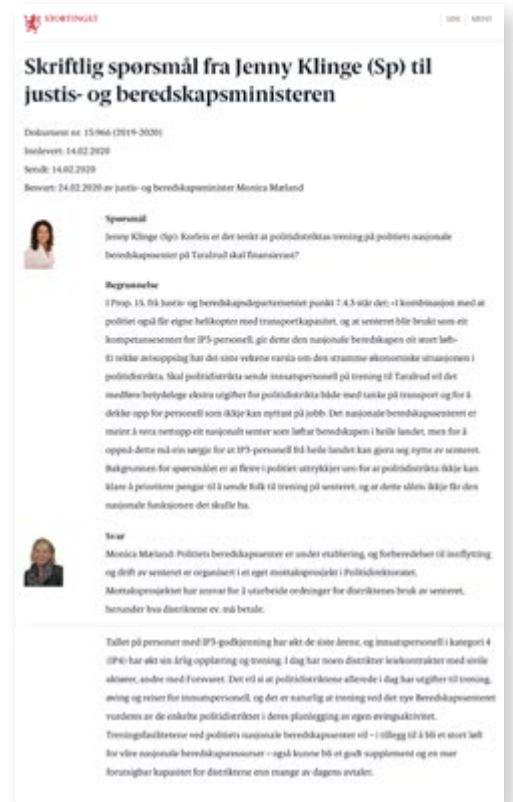 STORTINGET
SØK MENY
Skriftlig spørsmål fra Jenny Klinge (Sp) til
justis- og beredskapsministeren
Dokument nr. 15:966 (2019-2020)
Innlevert: 14.02.2020
Sendt: 14.02.2020
Besvart: 24.02.2020 av justis- og beredskapsminister Monica Mæland
Spørsmål
Jenny Klinge (Sp): Korleis er det tenkt at politidistriktas trening på politiets nasjonale
beredskapssenter på Taraldrud skal finansierast?
Begrunnelse
I Prop. 1 S. frå Justis- og beredskapsdepartementet punkt 7.4.3 står det: «I kombinasjon med at
politiet også får eigne helikopter med transportkapasitet, og at senteret blir brukt som eit
kompetansesenter for IP3-personell, gir dette den nasjonale beredskapen eit stort løft»
Ei rekke avisoppslag har dei siste vekene varsla om den stramme økonomiske situasjonen i
politidistrikta. Skal politidistrikta sende innsatspersonell på trening til Taralrud vil det
medføre betydelege ekstra utgifter for politidistrikta både med tanke på transport og for å
dekke opp for personell som ikkje kan nyttast på jobb. Det nasjonale beredskapssenteret er
meint å vera nettopp eit nasjonalt senter som løftar beredskapen i heile landet, men for å
oppnå dette må ein sørgje for at IP3-personell frå heile landet kan gjera seg nytte av senteret.
Bakgrunnen for spørsmålet er at fleire i politiet uttrykkjer uro for at politidistrikta ikkje kan
klare å prioritere pengar til å sende folk til trening på senteret, og at dette såleis ikkje får den
nasjonale funksjonen det skulle ha.
Svar
Monica Mæland: Politiets beredskapssenter er under etablering, og forberedelser til innflytting
og drift av senteret er organisert i et eget mottaksprosjekt i Politidirektoratet.
Mottaksprosjektet har ansvar for å utarbeide ordninger for distriktenes bruk av senteret,
herunder hva distriktene ev. må betale.
Tallet på personer med IP3-godkjenning har økt de siste årene, og innsatspersonell i kategori 4
(IP4) har økt sin årlig opplæring og trening. I dag har noen distrikter leiekontrakter med sivile
aktører, andre med Forsvaret. Det vil si at politidistriktene allerede i dag har utgifter til trening,
øving og reiser for innsatspersonell, og det er naturlig at trening ved det nye Beredskapssenteret
vurderes av de enkelte politidistriktet i deres planlegging av egen øvingsaktivitet.
Treningsfasilitetene ved politiets nasjonale beredskapssenter vil – i tillegg til å bli et stort løft
for våre nasjonale beredskapsressurser – også kunne bli et godt supplement og en mer
forutsigbar kapasitet for distriktene enn mange av dagens avtaler.